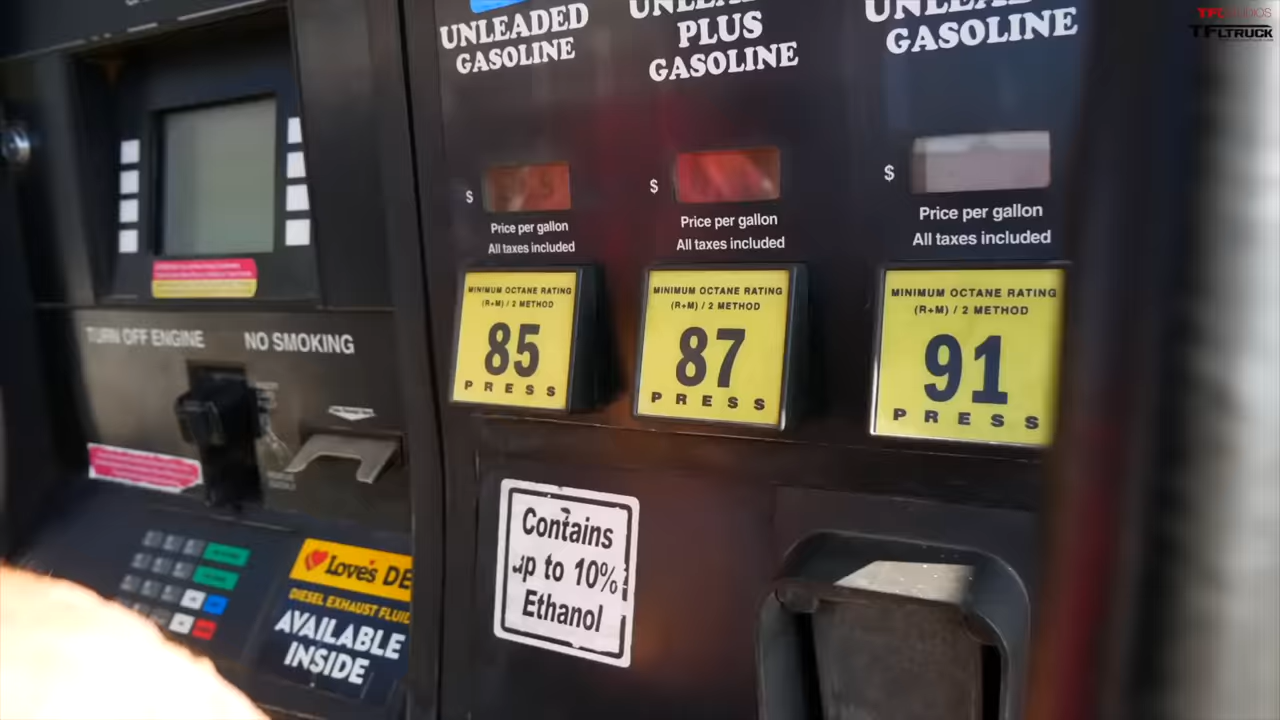 TFLSTUDIOS
TFLTRUCK
UNLEADED
GASOLINE
PLUS
GASOLINE
GASOLINE
$
Price per gallon
All taxes included
$
Price per gallon
All taxes included
$
Price per gallon
All taxes included
MINIMUM OCTANE RATING
(R+M) / 2 METHOD
85
PRESS
MINIMUM OCTANE RATING
(R+M) / 2 METHOD
87
PRESS
MINIMUM OCTANE RATING
(R+M) / 2 METHOD
91
PRESS
TURN OFF ENGINE
NO SMOKING
Contains
up to 10%
Ethanol
Love's DE
DIESEL EXHAUST FLUID
AVAILABLE
INSIDE